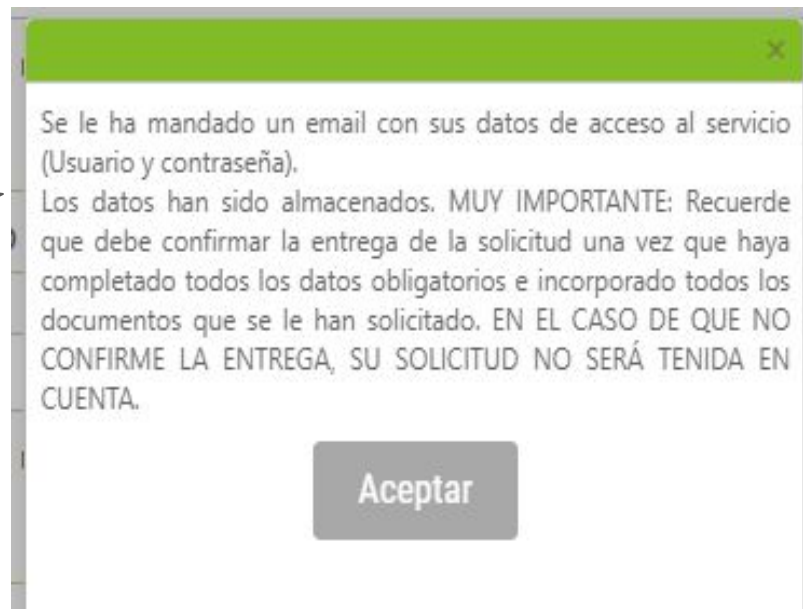 Se le ha mandado un email con sus datos de acceso al servicio
(Usuario y contraseña).
Los datos han sido almacenados. MUY IMPORTANTE: Recuerde
que debe confirmar la entrega de la solicitud una vez que haya
completado todos los datos obligatorios e incorporado todos los
documentos que se le han solicitado. EN EL CASO DE QUE NO
CONFIRME LA ENTREGA, SU SOLICITUD NO SERÁ TENIDA EN
CUENTA.
Aceptar